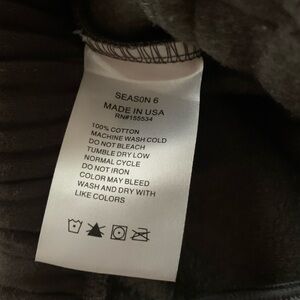 SEASON 6
MADE IN USA
RN#155534
100% COTTON
MACHINE WASH COLD
DO NOT BLEACH
TUMBLE DRY LOW
NORMAL CYCLE
DO NOT IRON
COLOR MAY BLEED
WASH AND DRY WITH
LIKE COLORS